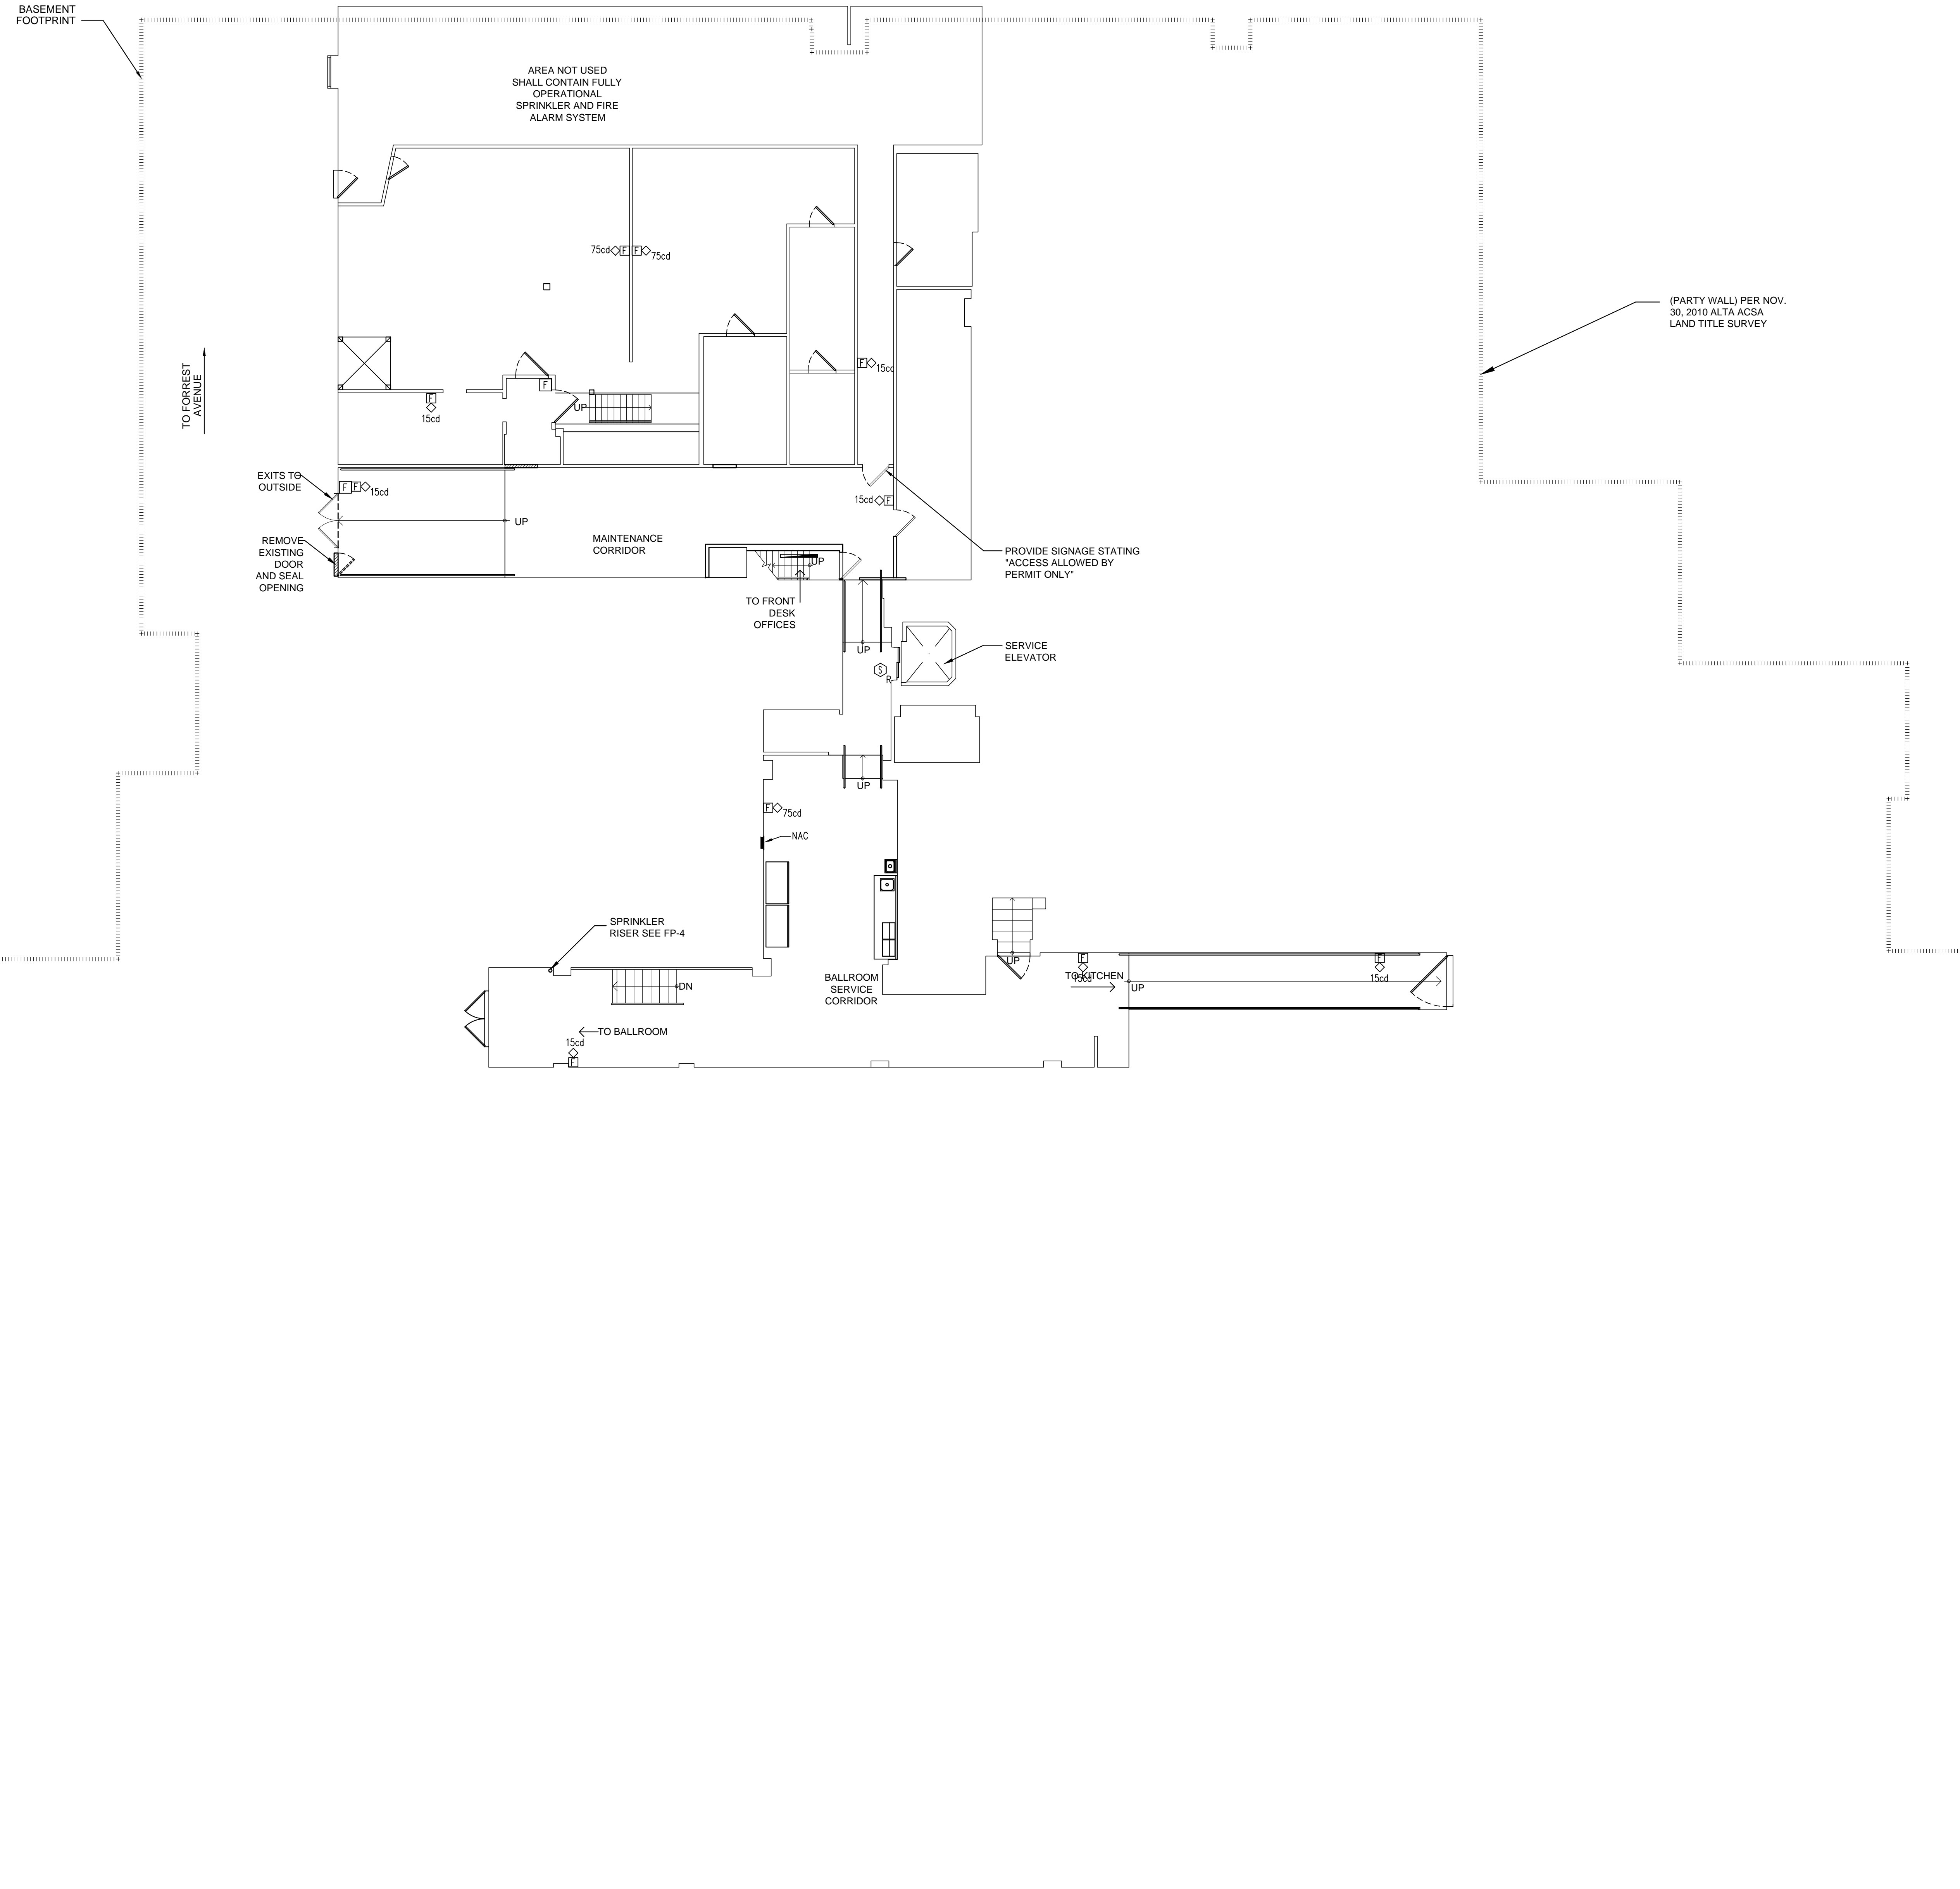 BASEMENT
FOOTPRINT
AREA NOT USED
SHALL CONTAIN FULLY
OPERATIONAL
SPRINKLER AND FIRE
ALARM SYSTEM
75cd
F
F
75cd
(PARTY WALL) PER NOV.
30, 2010 ALTA ACSA
LAND TITLE SURVEY
TO FORREST
AVENUE
F
15cd
F
F
15cd
UP
EXITS TO
OUTSIDE
F
F
15cd
15cd
F
UP
REMOVE
EXISTING
DOOR
AND SEAL
OPENING
MAINTENANCE
CORRIDOR
UP
PROVIDE SIGNAGE STATING
"ACCESS ALLOWED BY
PERMIT ONLY"
TO FRONT
DESK
OFFICES
UP
SERVICE
ELEVATOR
S
R
UP
F
75cd
NAC
SPRINKLER
RISER SEE FP-4
DN
BALLROOM
SERVICE
CORRIDOR
UP
F
15cd
TO KITCHEN
UP
F
15cd
TO BALLROOM
15cd
F